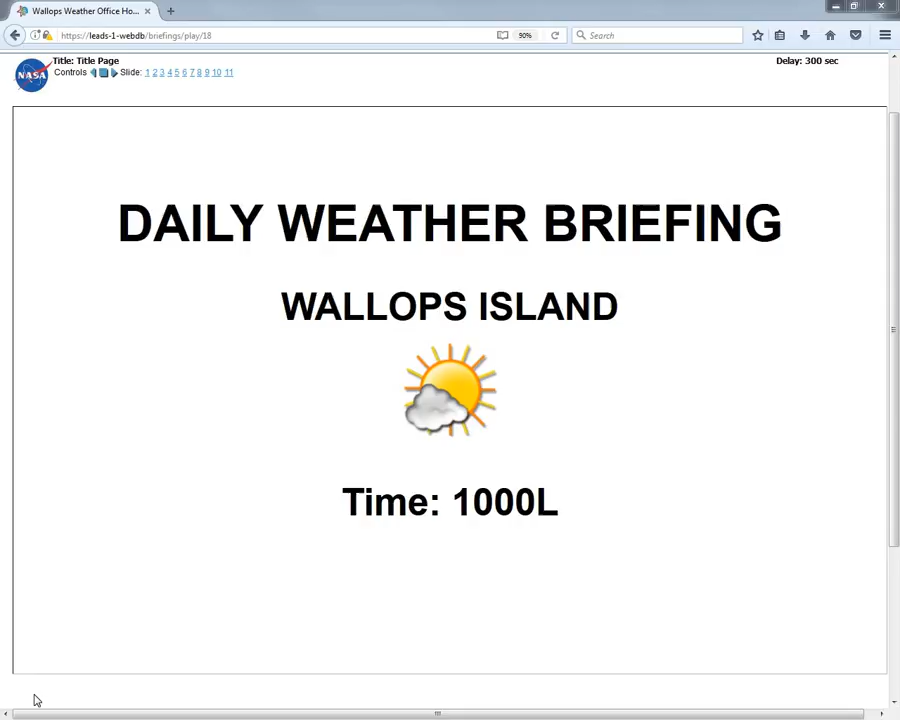 Wallops Weather Office Ho...
https://leads-1-webdb/briefings/play/18
90%
Search
Title: Title Page
Delay: 300 sec
NASA
Controls Slide: 1 2 3 4 5 6 7 8 9 10 11
DAILY WEATHER BRIEFING
WALLOPS ISLAND
Time: 1000L